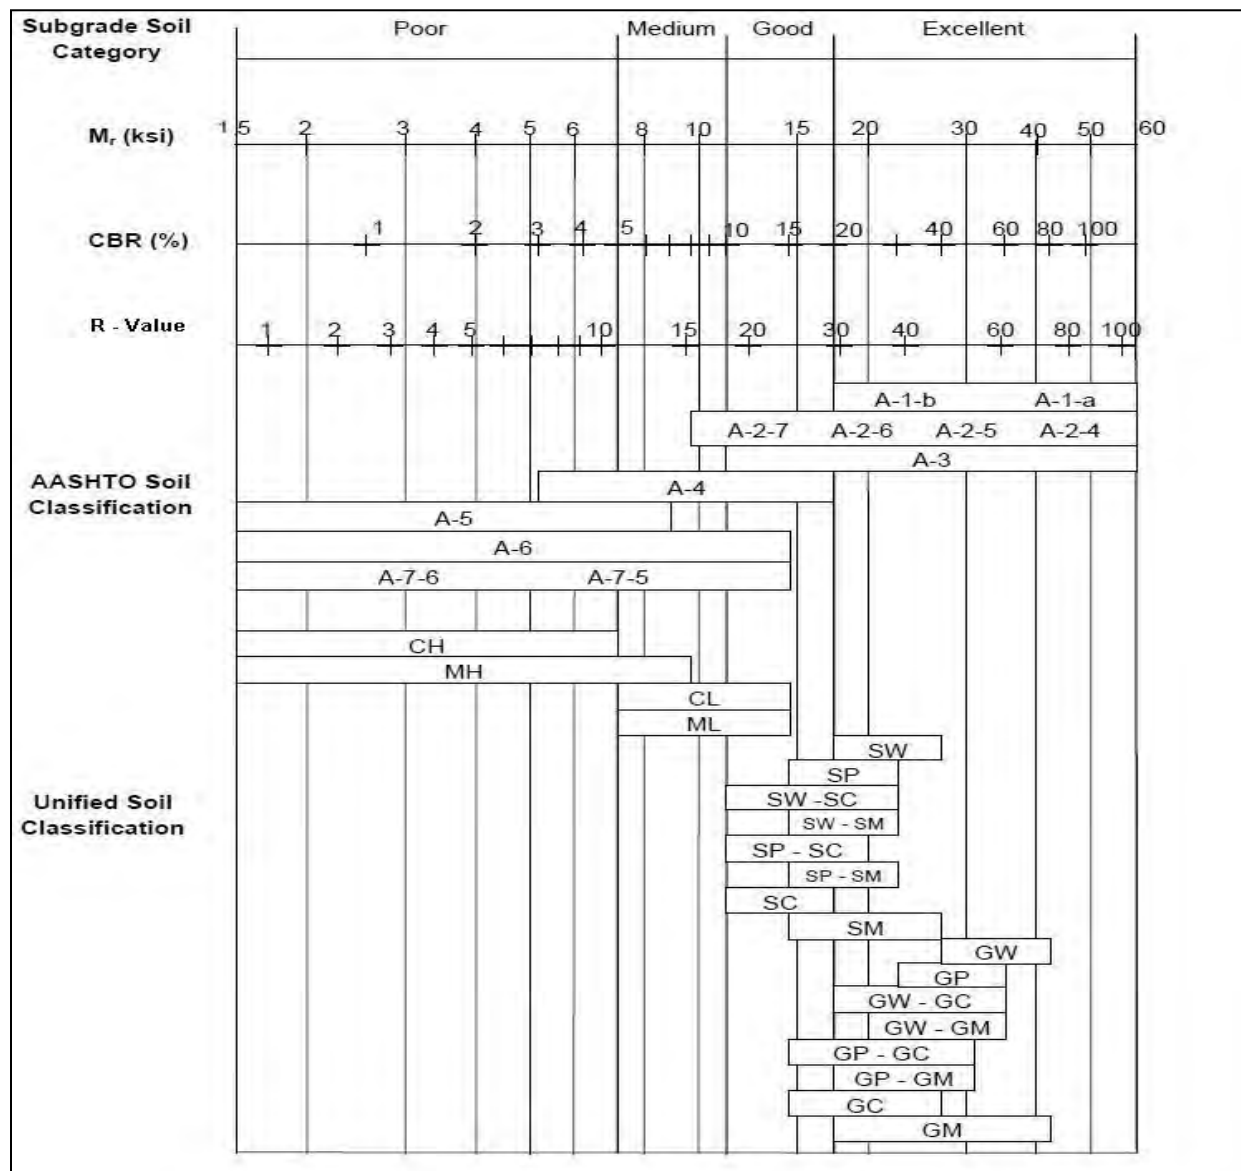 Subgrade Soil
Category
Poor Medium Good Excellent
Mᵣ (ksi)
1.5 2 3 4 5 6 8 10 15 20 30 40 50 60
CBR (%)
1 2 3 4 5 10 15 20 30 40 60 80 100
R - Value
1 2 3 4 5 10 15 20 30 40 60 80 100
A-1-b A-1-a
A-2-7 A-2-6 A-2-5 A-2-4
A-3
AASHTO Soil
Classification
A-4
A-5
A-6
A-7-6 A-7-5
CH
MH
CL
ML
SW
SP
Unified Soil
Classification
SW -SC
SW - SM
SP - SC
SP - SM
SC
SM
GW
GP
GW - GC
GW - GM
GP - GC
GP - GM
GC
GM